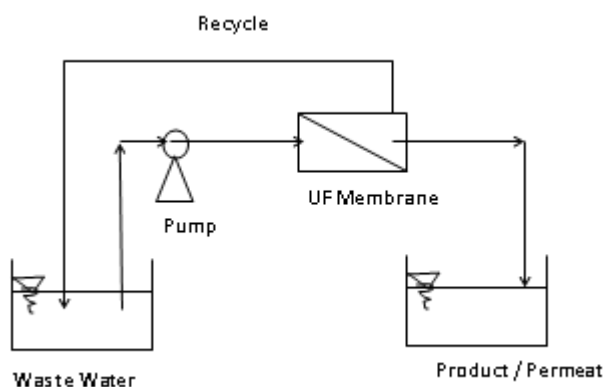 Recycle
Pump
UF Membrane
Waste Water
Product / Permeat